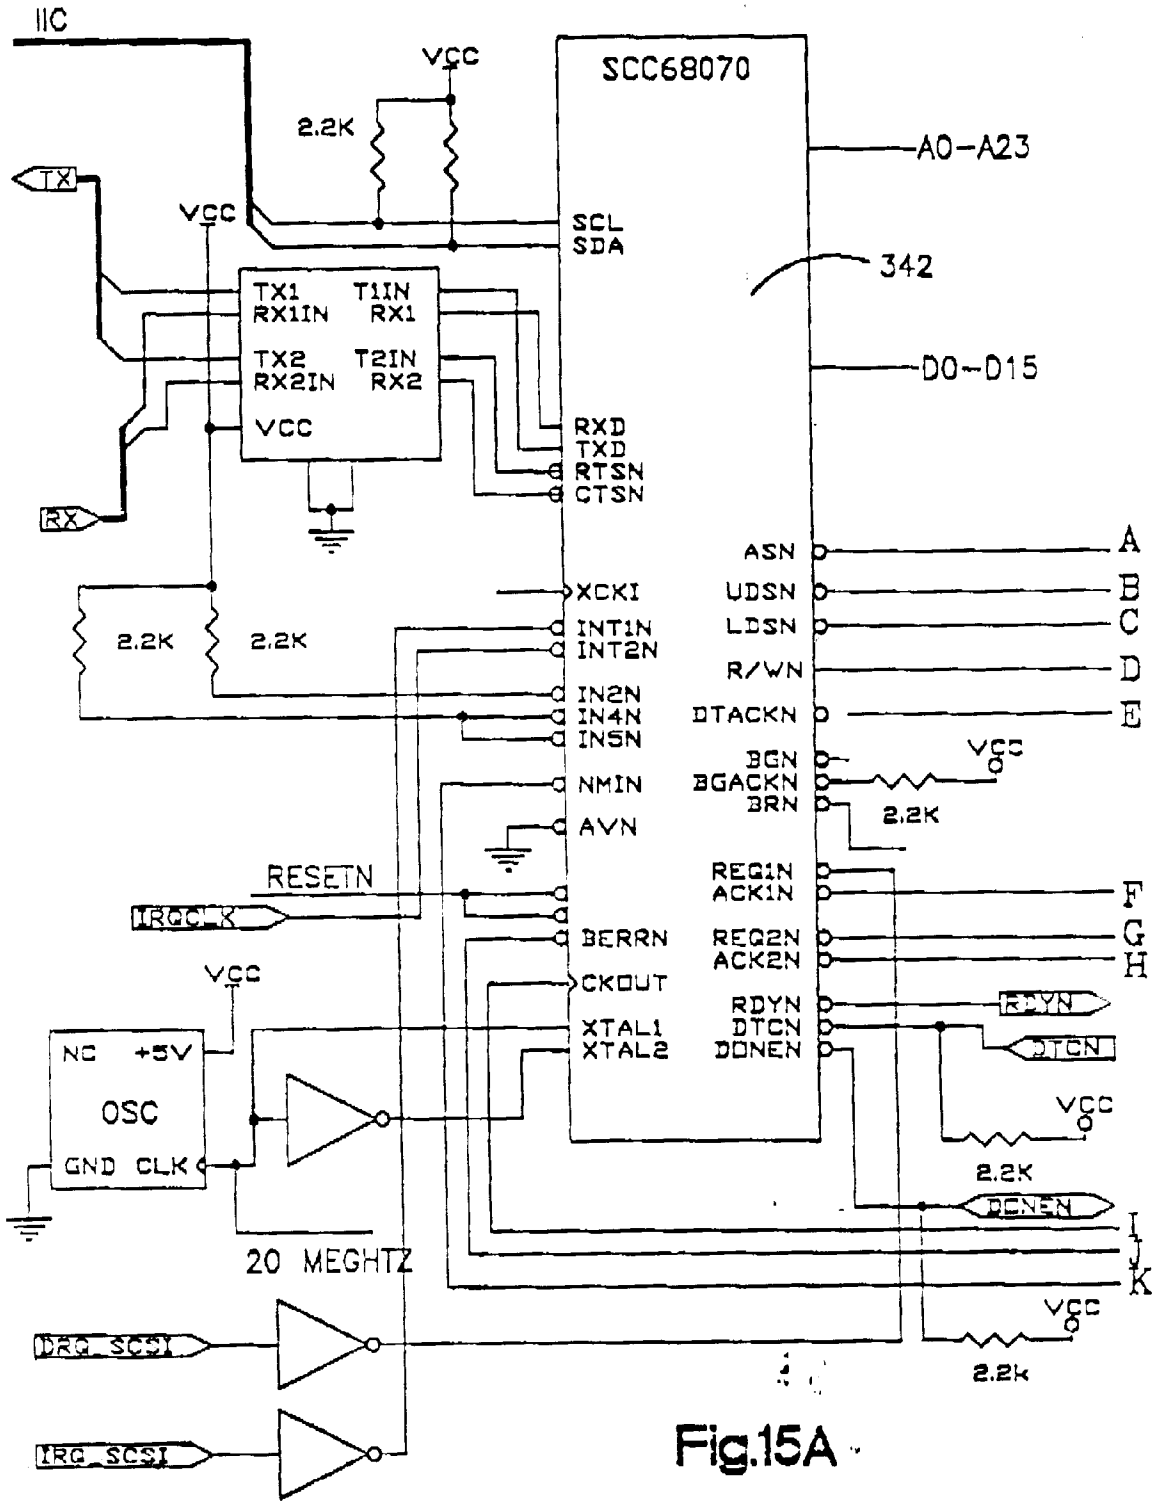 IIC
VCC
SCC68070
2.2K
A0-A23
TX
VCC
SCL
SDA
342
TX1 T1IN
RX1IN RX1
TX2 T2IN
RX2IN RX2
VCC
D0-D15
RXD
TXD
RTSN
CTSN
RX
ASN A
XCKI UDSN B
INT1N LDSN C
2.2K 2.2K
INT2N
R/WN D
IN2N
IN4N DTACKN E
IN5N
VCC
BGN
NMIN BGACKN
BRN
2.2K
AVN
RESETN
REQ1N
ACK1N F
IRQCLK
BERRN REQ2N G
ACK2N H
VCC
CKOUT
RDYN RDYN
XTAL1 DTCN
XTAL2 DONEN DTCN
NC +5V
OSC
VCC
GND CLK
2.2K
DONEN
I
20 MEGHTZ
J
K
VCC
DRQ_SCSI
2.2K
IRQ_SCSI
Fig.15A